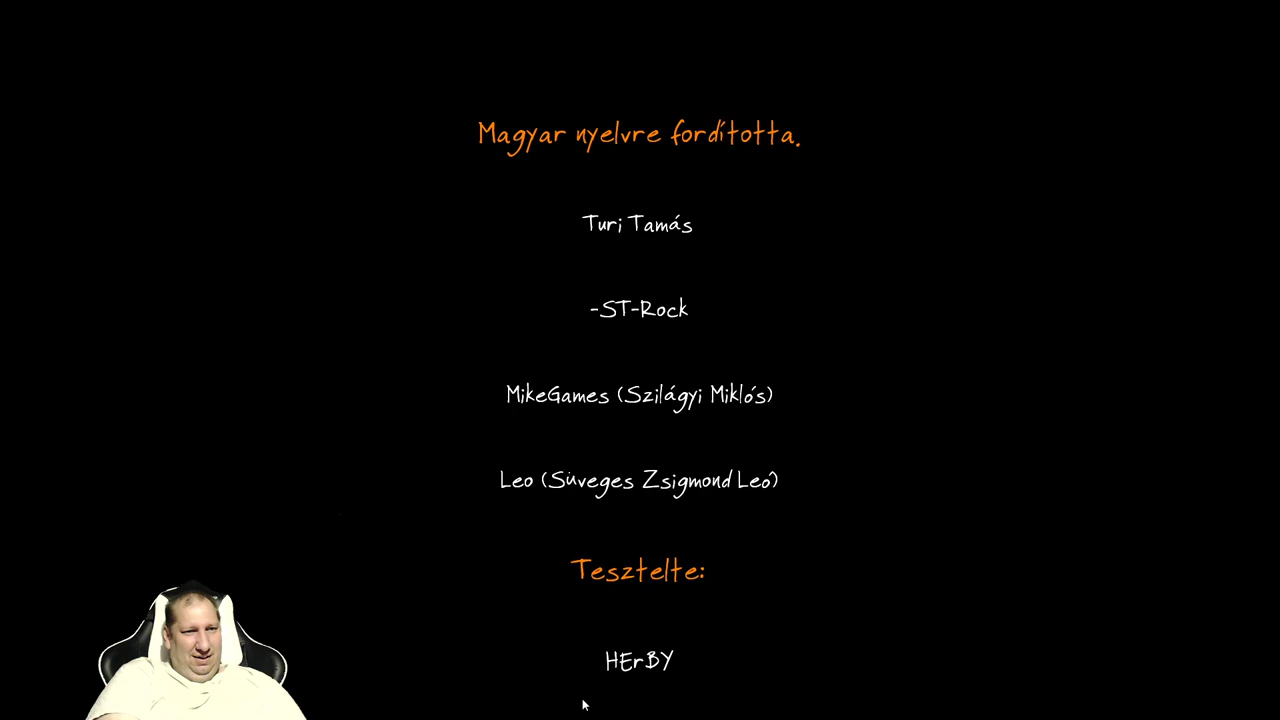 Magyar nyelvre fordította.
Turi Tamás
-ST-Rock
MikeGames (Szilágyi Miklós)
Leo (Süveges Zsigmond Leó)
Tesztelte:
HErBY